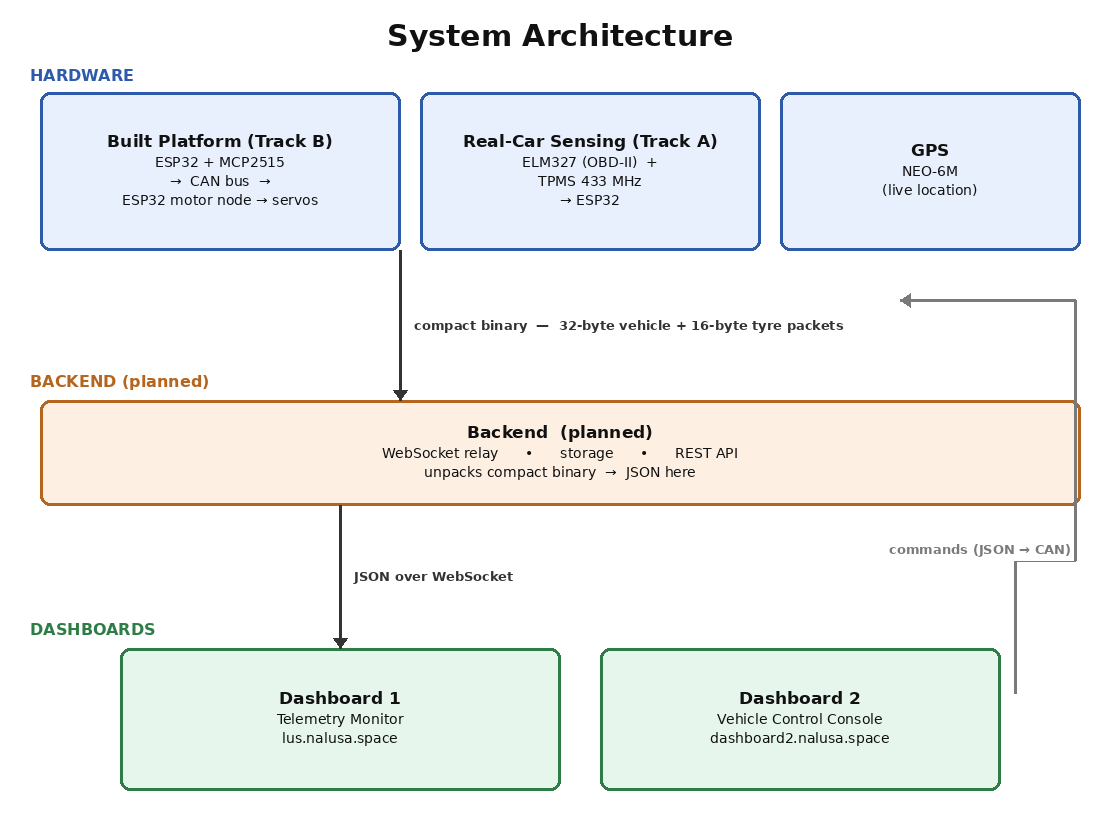 System Architecture
HARDWARE
Built Platform (Track B)
ESP32 + MCP2515
→ CAN bus →
ESP32 motor node → servos
Real-Car Sensing (Track A)
ELM327 (OBD-II) +
TPMS 433 MHz
→ ESP32
GPS
NEO-6M
(live location)
compact binary — 32-byte vehicle + 16-byte tyre packets
BACKEND (planned)
Backend (planned)
WebSocket relay • storage • REST API
unpacks compact binary → JSON here
commands (JSON → CAN)
JSON over WebSocket
DASHBOARDS
Dashboard 1
Telemetry Monitor
lus.nalusa.space
Dashboard 2
Vehicle Control Console
dashboard2.nalusa.space